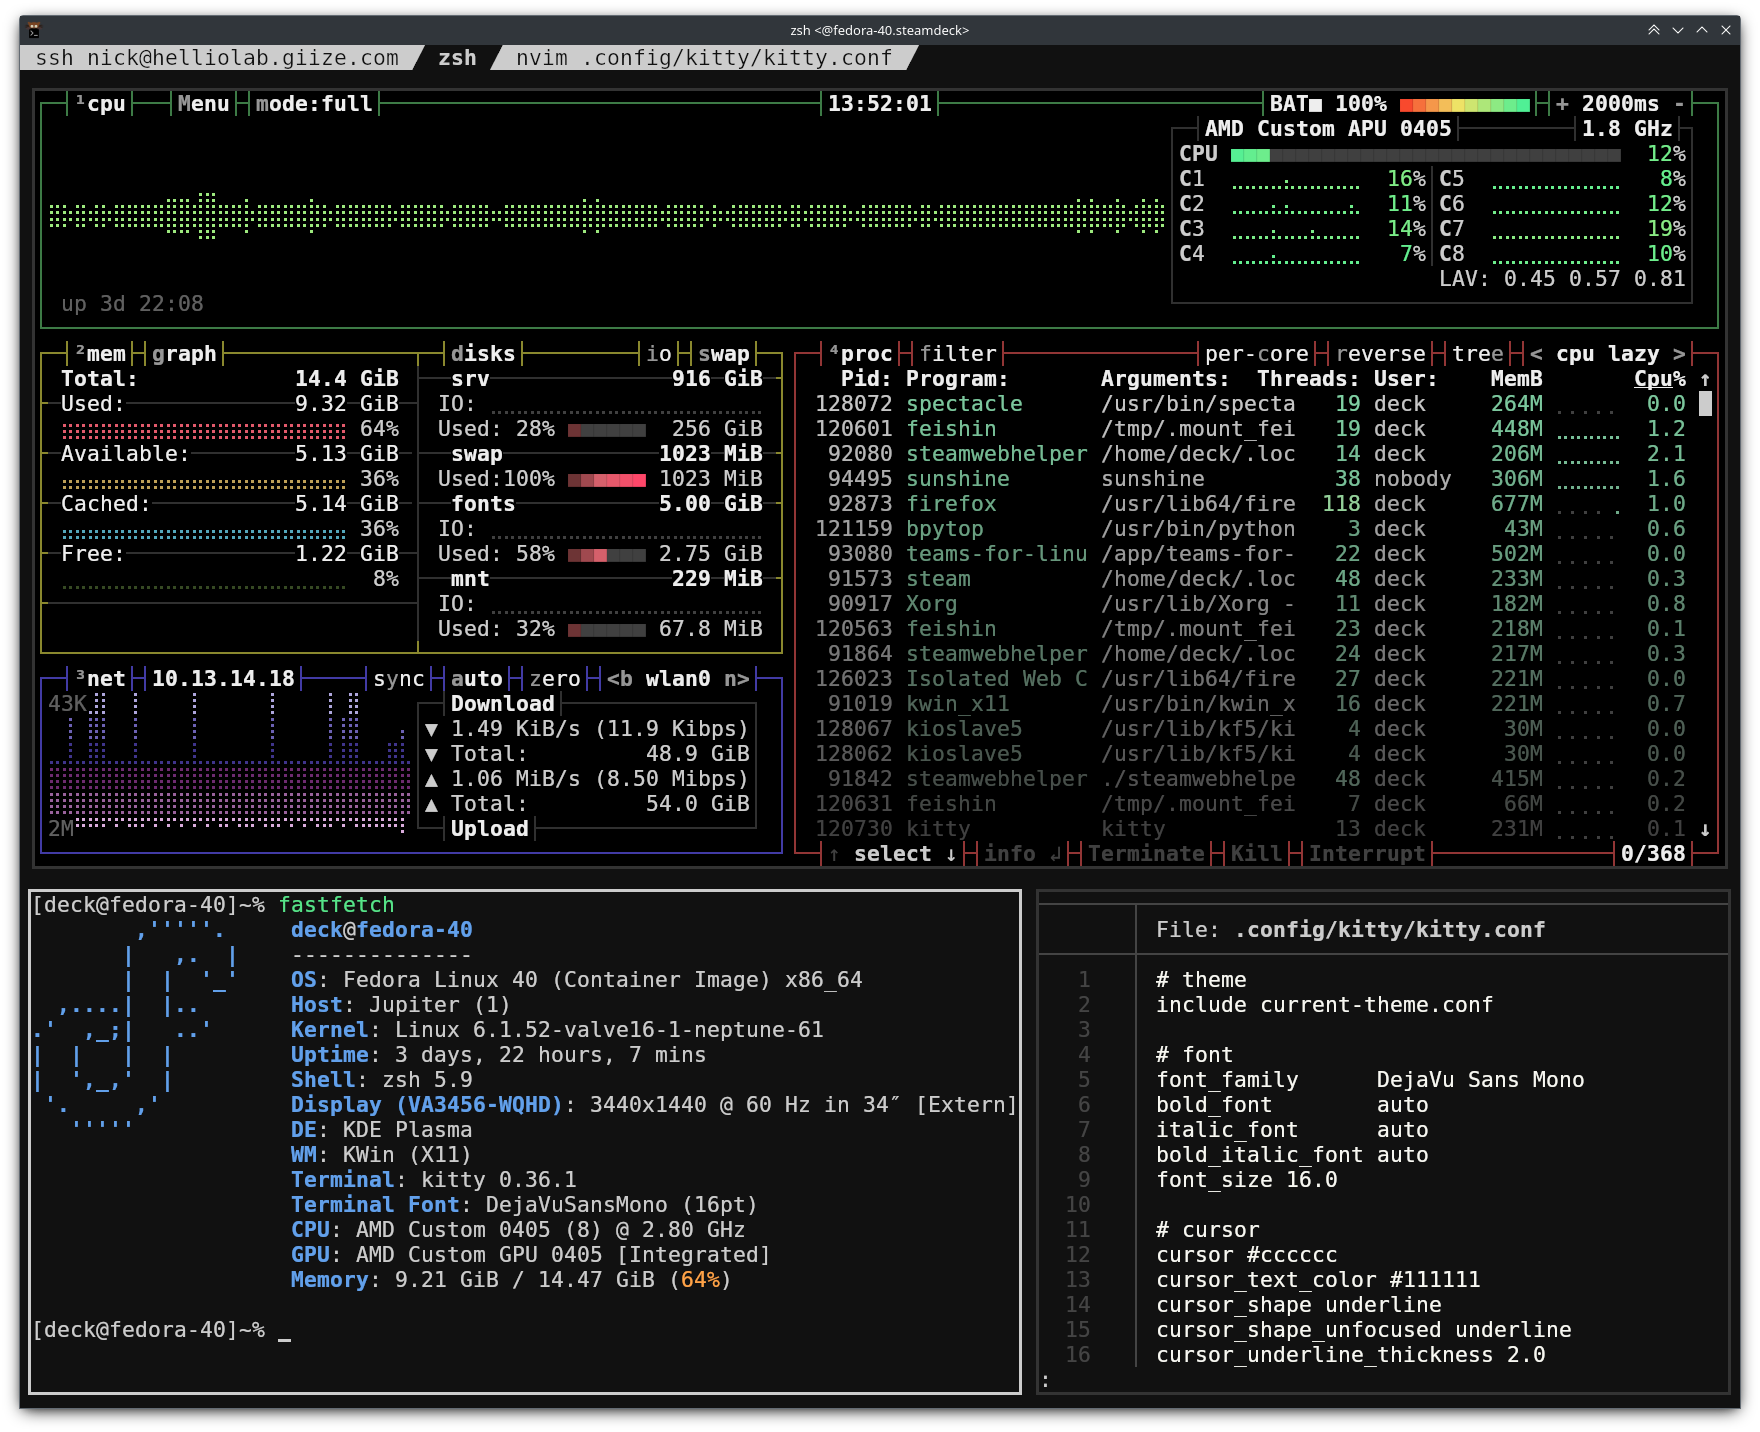 zsh <@fedora-40.steamdeck>
ssh nick@helliolab.giize.com zsh nvim .config/kitty/kitty.conf
¹cpu Menu mode:full 13:52:01 BAT■ 100% + 2000ms -
AMD Custom APU 0405 1.8 GHz
CPU 12%
C1 16% C5 8%
C2 11% C6 12%
C3 14% C7 19%
C4 7% C8 10%
LAV: 0.45 0.57 0.81
up 3d 22:08
²mem graph disks io swap
Total: 14.4 GiB srv 916 GiB
Used: 9.32 GiB IO:
64% Used: 28% 256 GiB
Available: 5.13 GiB swap 1023 MiB
36% Used:100% 1023 MiB
Cached: 5.14 GiB fonts 5.00 GiB
36% IO:
Free: 1.22 GiB Used: 58% 2.75 GiB
8% mnt 229 MiB
IO:
Used: 32% 67.8 MiB
⁴proc filter per-core reverse tree < cpu lazy >
Pid: Program: Arguments: Threads: User: MemB Cpu% ↑
128072 spectacle /usr/bin/specta 19 deck 264M 0.0
120601 feishin /tmp/.mount_fei 19 deck 448M 1.2
92080 steamwebhelper /home/deck/.loc 14 deck 206M 2.1
94495 sunshine sunshine 38 nobody 306M 1.6
92873 firefox /usr/lib64/fire 118 deck 677M 1.0
121159 bpytop /usr/bin/python 3 deck 43M 0.6
93080 teams-for-linu /app/teams-for- 22 deck 502M 0.0
91573 steam /home/deck/.loc 48 deck 233M 0.3
90917 Xorg /usr/lib/Xorg - 11 deck 182M 0.8
120563 feishin /tmp/.mount_fei 23 deck 218M 0.1
91864 steamwebhelper /home/deck/.loc 24 deck 217M 0.3
126023 Isolated Web C /usr/lib64/fire 27 deck 221M 0.0
91019 kwin_x11 /usr/bin/kwin_x 16 deck 221M 0.7
128067 kioslave5 /usr/lib/kf5/ki 4 deck 30M 0.0
128062 kioslave5 /usr/lib/kf5/ki 4 deck 30M 0.0
91842 steamwebhelper ./steamwebhelpe 48 deck 415M 0.2
120631 feishin /tmp/.mount_fei 7 deck 66M 0.2
120730 kitty kitty 13 deck 231M 0.1 ↓
↑ select ↓ info ↲ Terminate Kill Interrupt 0/368
³net 10.13.14.18 sync auto zero <b wlan0 n>
43K Download
▼ 1.49 KiB/s (11.9 Kibps)
▼ Total: 48.9 GiB
▲ 1.06 MiB/s (8.50 Mibps)
▲ Total: 54.0 GiB
2M Upload
[deck@fedora-40]~% fastfetch
deck@fedora-40
--------------
OS: Fedora Linux 40 (Container Image) x86_64
Host: Jupiter (1)
Kernel: Linux 6.1.52-valve16-1-neptune-61
Uptime: 3 days, 22 hours, 7 mins
Shell: zsh 5.9
Display (VA3456-WQHD): 3440x1440 @ 60 Hz in 34″ [Extern]
DE: KDE Plasma
WM: KWin (X11)
Terminal: kitty 0.36.1
Terminal Font: DejaVuSansMono (16pt)
CPU: AMD Custom 0405 (8) @ 2.80 GHz
GPU: AMD Custom GPU 0405 [Integrated]
Memory: 9.21 GiB / 14.47 GiB (64%)
[deck@fedora-40]~% _
File: .config/kitty/kitty.conf
1 # theme
2 include current-theme.conf
3
4 # font
5 font_family DejaVu Sans Mono
6 bold_font auto
7 italic_font auto
8 bold_italic_font auto
9 font_size 16.0
10
11 # cursor
12 cursor #cccccc
13 cursor_text_color #111111
14 cursor_shape underline
15 cursor_shape_unfocused underline
16 cursor_underline_thickness 2.0
: